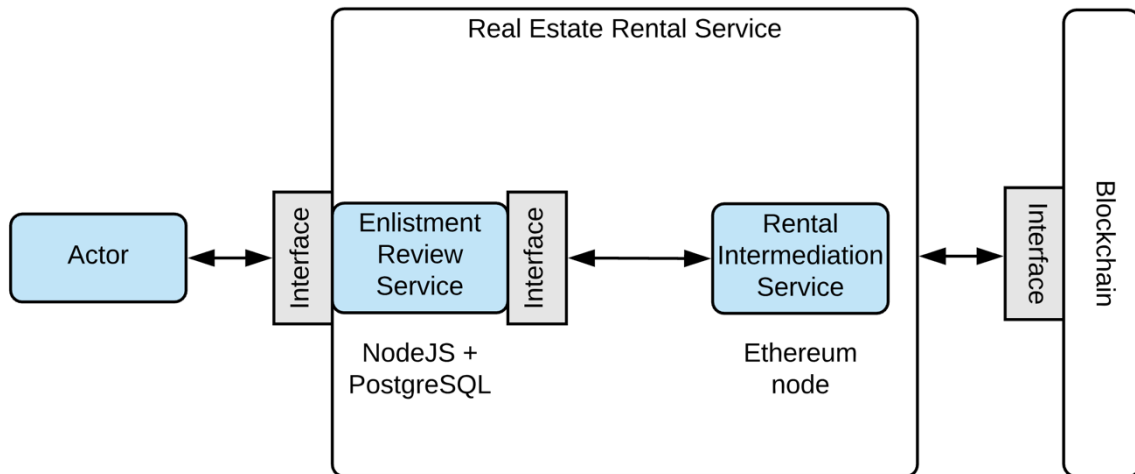 Real Estate Rental Service
Actor
Interface
Enlistment
Review
Service
Interface
Rental
Intermediation
Service
Interface
Blockchain
NodeJS +
PostgreSQL
Ethereum
node